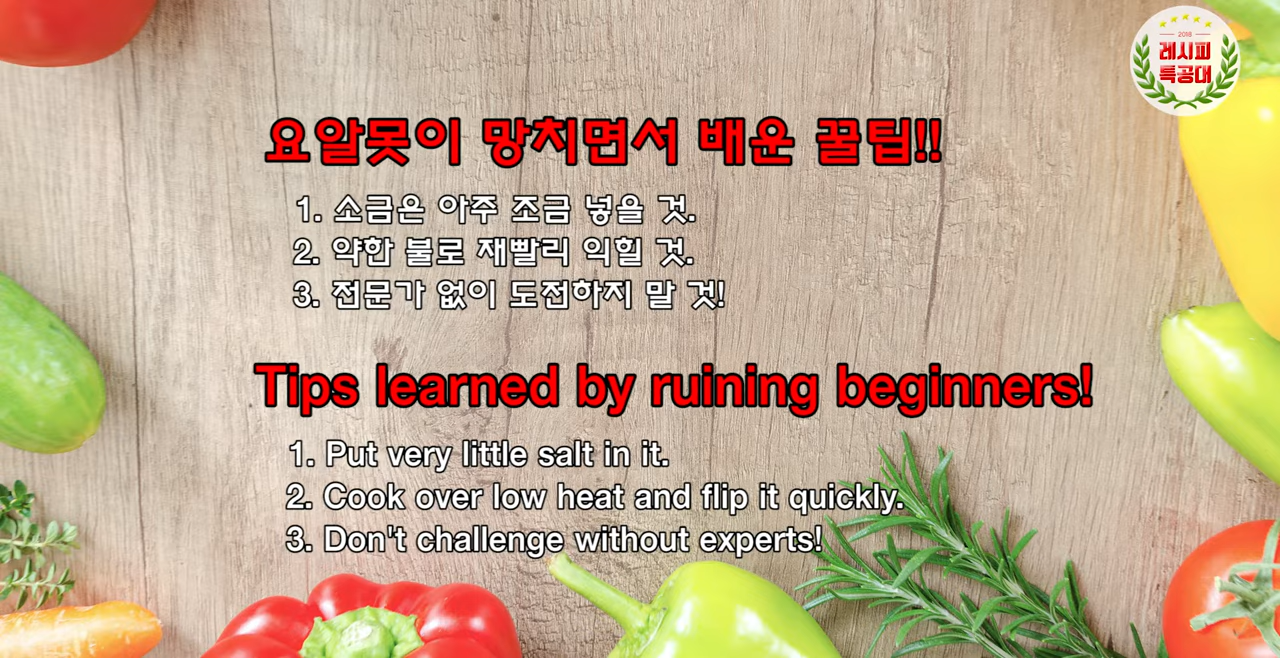 2018
레시피
특공대
요알못이 망치면서 배운 꿀팁!!
1. 소금은 아주 조금 넣을 것.
2. 약한 불로 재빨리 익힐 것.
3. 전문가 없이 도전하지 말 것!
Tips learned by ruining beginners!
1. Put very little salt in it.
2. Cook over low heat and flip it quickly.
3. Don't challenge without experts!